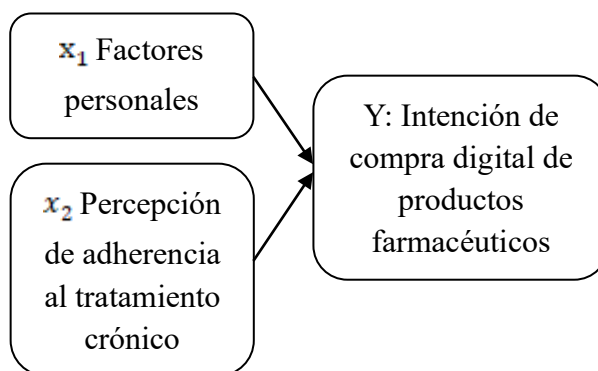 x₁ Factores
personales
x₂ Percepción
de adherencia
al tratamiento
crónico
Y: Intención de
compra digital de
productos
farmacéuticos